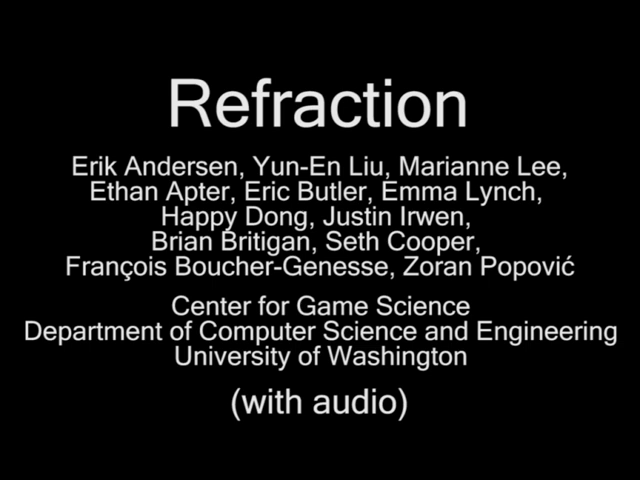 Refraction
Erik Andersen, Yun-En Liu, Marianne Lee,
Ethan Apter, Eric Butler, Emma Lynch,
Happy Dong, Justin Irwen,
Brian Britigan, Seth Cooper,
François Boucher-Genesse, Zoran Popović
Center for Game Science
Department of Computer Science and Engineering
University of Washington
(with audio)